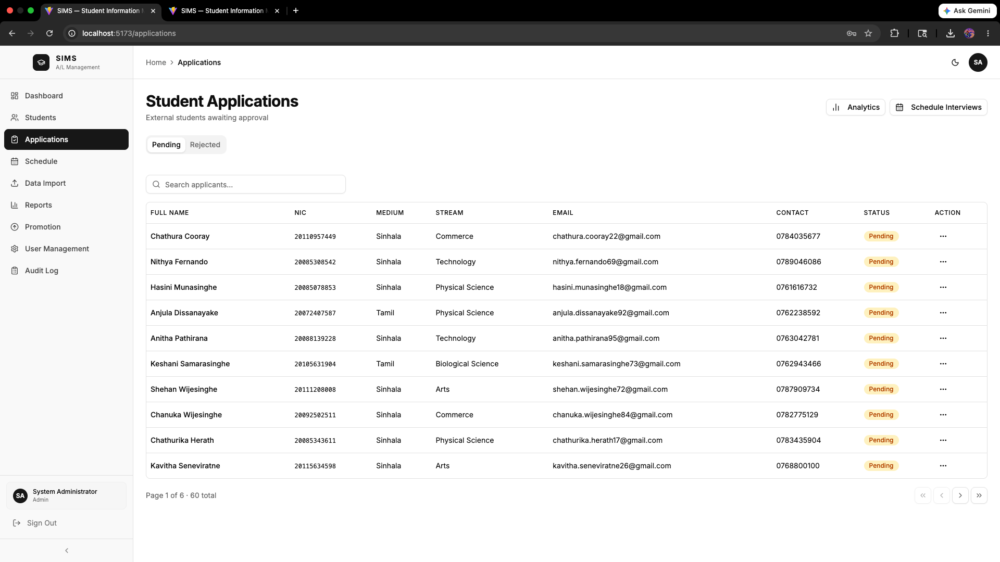 SIMS — Student Information
SIMS — Student Information
Ask Gemini
localhost:5173/applications
SIMS
A/L Management
Home > Applications
SA
Dashboard
Students
Applications
Schedule
Data Import
Reports
Promotion
User Management
Audit Log
Student Applications
External students awaiting approval
Analytics
Schedule Interviews
Pending Rejected
Search applicants...
FULL NAME NIC MEDIUM STREAM EMAIL CONTACT STATUS ACTION
Chathura Cooray 20110957449 Sinhala Commerce chathura.cooray22@gmail.com 0784035677 Pending
Nithya Fernando 20085308542 Sinhala Technology nithya.fernando69@gmail.com 0789046086 Pending
Hasini Munasinghe 20085078853 Sinhala Physical Science hasini.munasinghe18@gmail.com 0761616732 Pending
Anjula Dissanayake 20072407587 Tamil Physical Science anjula.dissanayake92@gmail.com 0762238592 Pending
Anitha Pathirana 20088139228 Sinhala Technology anitha.pathirana95@gmail.com 0763042781 Pending
Keshani Samarasinghe 20105631904 Tamil Biological Science keshani.samarasinghe73@gmail.com 0762943466 Pending
Shehan Wijesinghe 20111208008 Sinhala Arts shehan.wijesinghe72@gmail.com 0787909734 Pending
Chanuka Wijesinghe 20092502511 Sinhala Commerce chanuka.wijesinghe84@gmail.com 0782775129 Pending
Chathurika Herath 20085343611 Sinhala Physical Science chathurika.herath17@gmail.com 0783435904 Pending
Kavitha Seneviratne 20115634598 Sinhala Arts kavitha.seneviratne26@gmail.com 0768800100 Pending
Page 1 of 6 · 60 total
SA
System Administrator
Admin
Sign Out